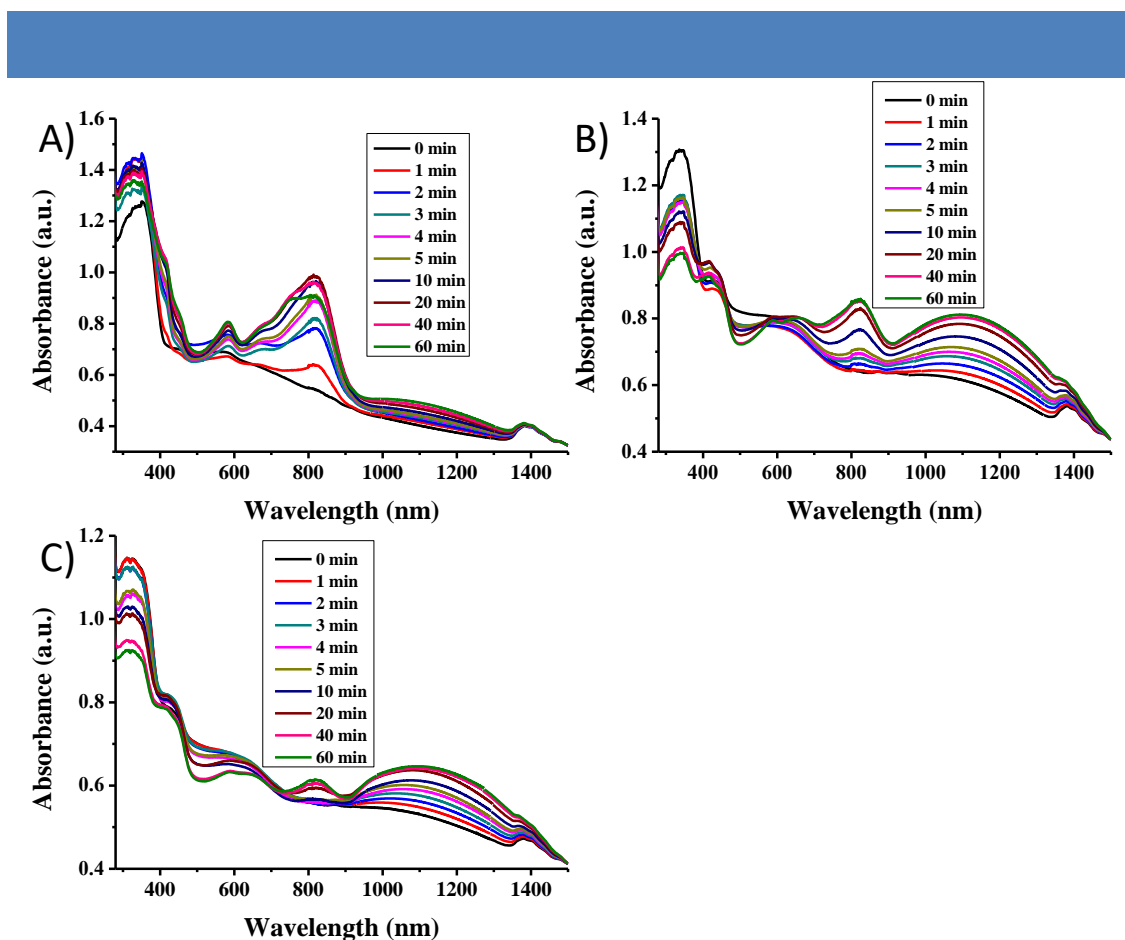 A)
1.6
1.4
1.2
1.0
0.8
0.6
0.4
Absorbance (a.u.)
400 600 800 1000 1200 1400
Wavelength (nm)
0 min
1 min
2 min
3 min
4 min
5 min
10 min
20 min
40 min
60 min
B)
1.4
1.2
1.0
0.8
0.6
0.4
Absorbance (a.u.)
400 600 800 1000 1200 1400
Wavelength (nm)
0 min
1 min
2 min
3 min
4 min
5 min
10 min
20 min
40 min
60 min
C)
1.2
1.0
0.8
0.6
0.4
Absorbance (a.u.)
400 600 800 1000 1200 1400
Wavelength (nm)
0 min
1 min
2 min
3 min
4 min
5 min
10 min
20 min
40 min
60 min